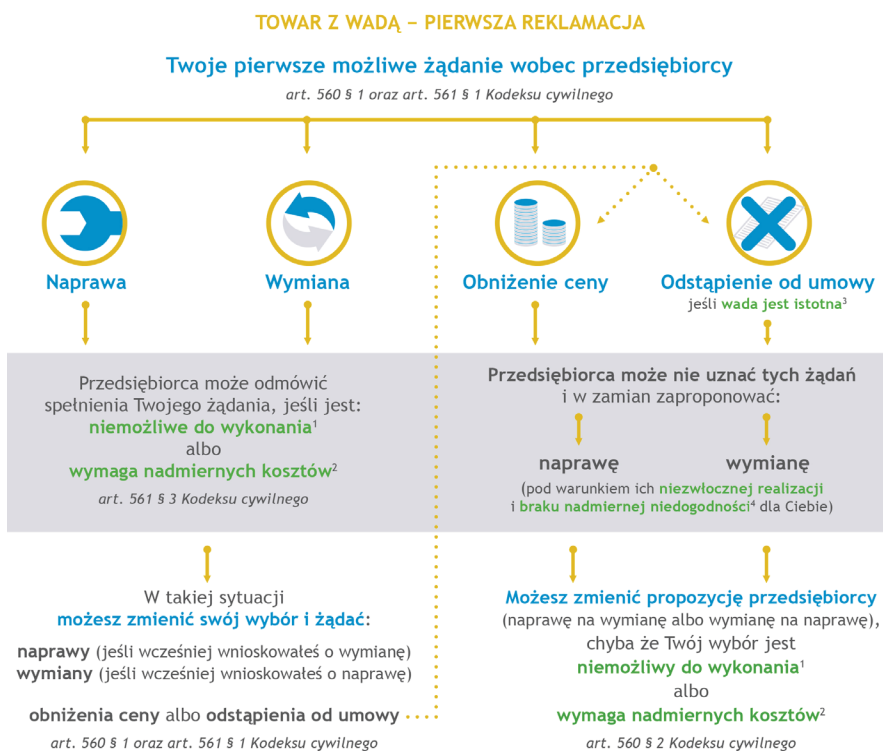 TOWAR Z WADĄ – PIERWSZA REKLAMACJA
Twoje pierwsze możliwe żądanie wobec przedsiębiorcy
art. 560 § 1 oraz art. 561 § 1 Kodeksu cywilnego
Naprawa
Wymiana
Obniżenie ceny
Odstąpienie od umowy
jeśli wada jest istotna³
Przedsiębiorca może odmówić
spełnienia Twojego żądania, jeśli jest:
niemożliwe do wykonania¹
albo
wymaga nadmiernych kosztów²
art. 561 § 3 Kodeksu cywilnego
Przedsiębiorca może nie uznać tych żądań
i w zamian zaproponować:
naprawę
wymianę
(pod warunkiem ich niezwłocznej realizacji
i braku nadmiernej niedogodności⁴ dla Ciebie)
W takiej sytuacji
możesz zmienić swój wybór i żądać:
naprawy (jeśli wcześniej wnioskowałeś o wymianę)
wymiany (jeśli wcześniej wnioskowałeś o naprawę)
obniżenia ceny albo odstąpienia od umowy
art. 560 § 1 oraz art. 561 § 1 Kodeksu cywilnego
Możesz zmienić propozycję przedsiębiorcy
(naprawę na wymianę albo wymianę na naprawę),
chyba że Twój wybór jest
niemożliwy do wykonania¹
albo
wymaga nadmiernych kosztów²
art. 560 § 2 Kodeksu cywilnego